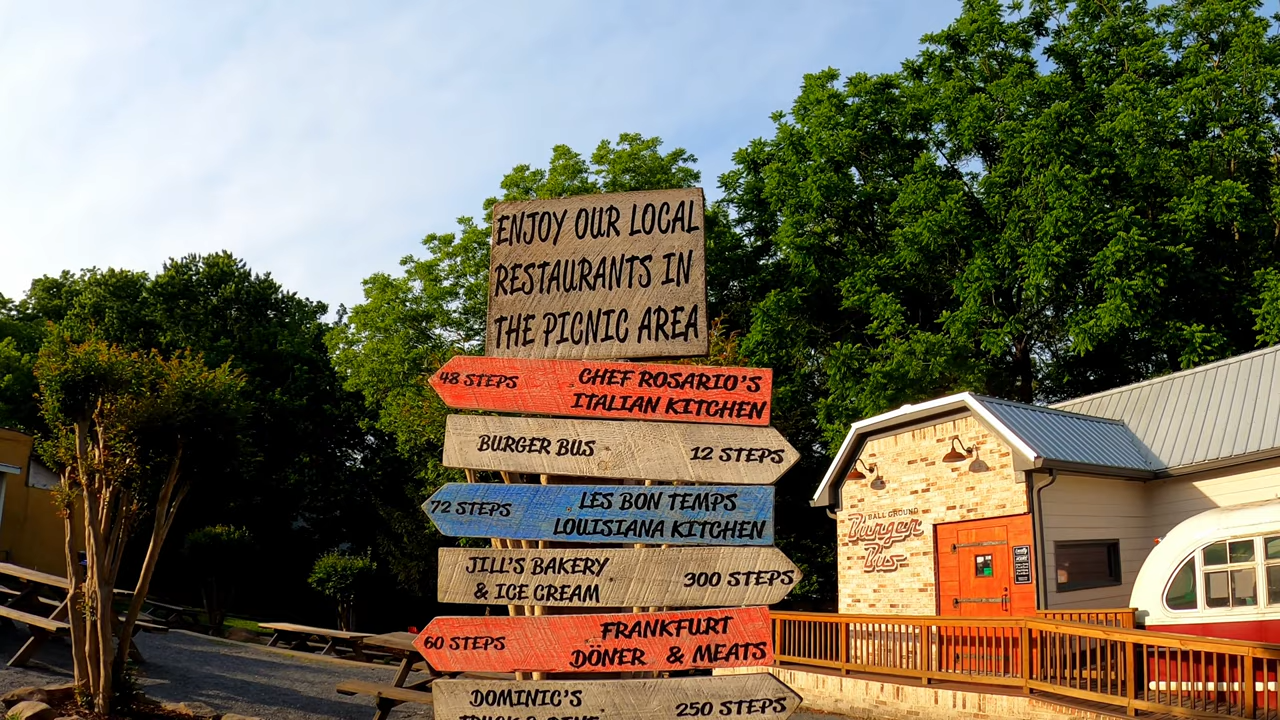 ENJOY OUR LOCAL
RESTAURANTS IN
THE PICNIC AREA
48 STEPS
CHEF ROSARIO'S
ITALIAN KITCHEN
BURGER BUS
12 STEPS
72 STEPS
LES BON TEMPS
LOUISIANA KITCHEN
JILL'S BAKERY
& ICE CREAM
300 STEPS
60 STEPS
FRANKFURT
DÖNER & MEATS
DOMINIC'S
250 STEPS
BALL GROUND
Burger
Bus